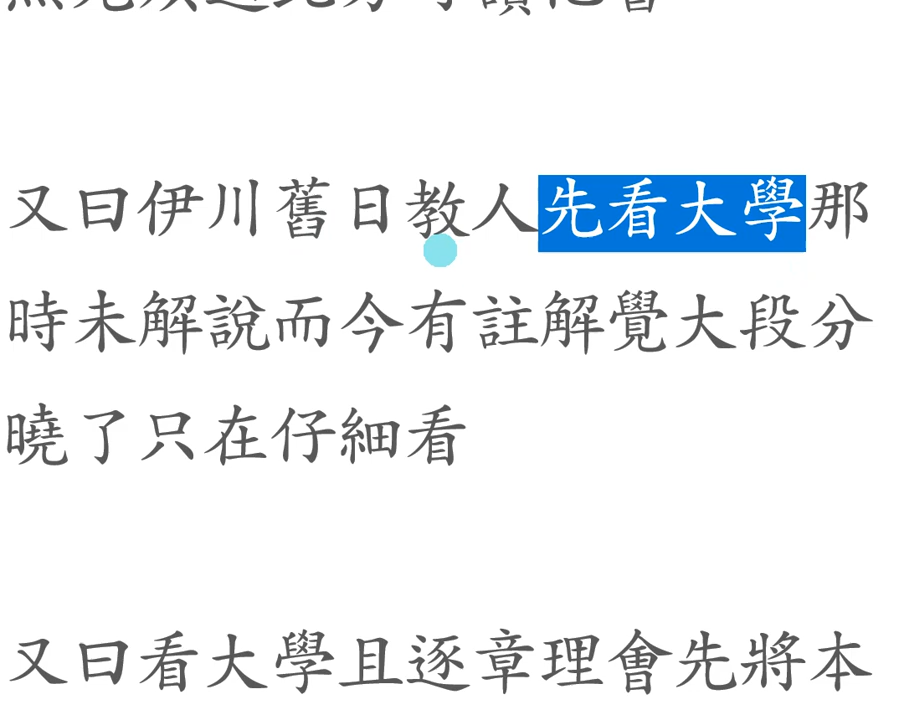 又曰伊川舊日教人先看大學那
時未解說而今有註解覺大段分
曉了只在仔細看
又曰看大學且逐章理會先將本